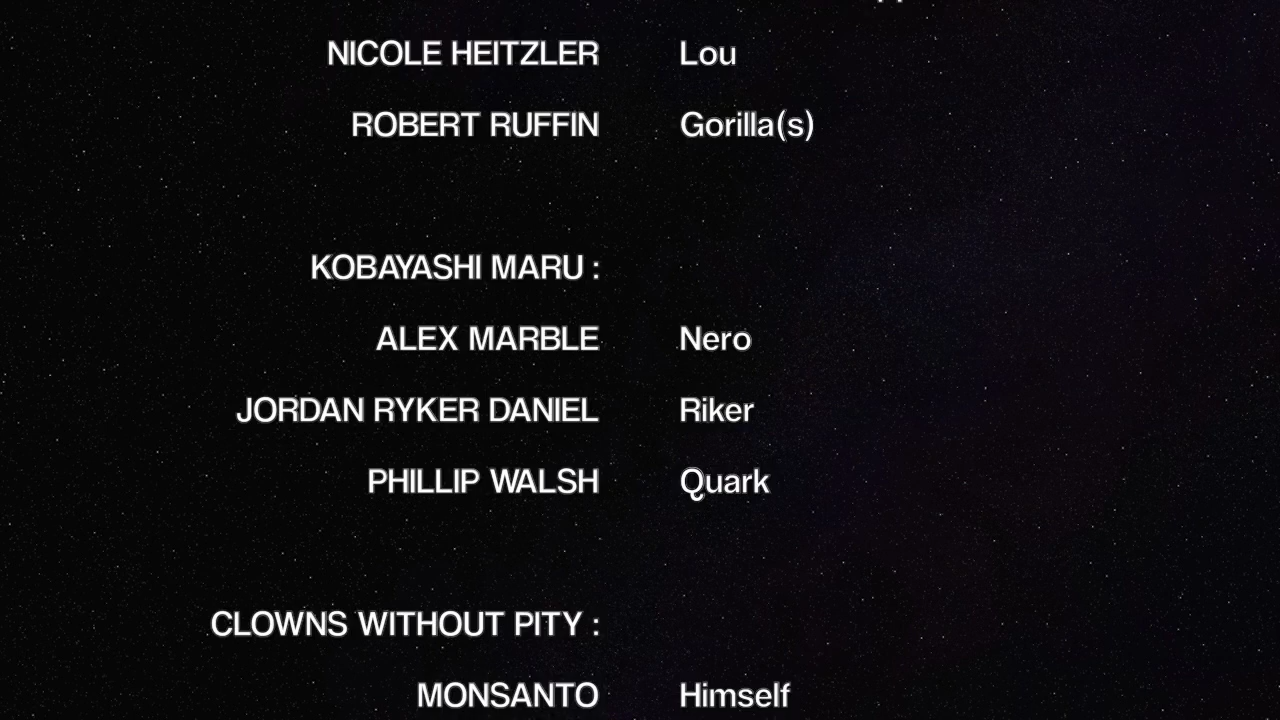 NICOLE HEITZLER Lou
ROBERT RUFFIN Gorilla(s)
KOBAYASHI MARU :
ALEX MARBLE Nero
JORDAN RYKER DANIEL Riker
PHILLIP WALSH Quark
CLOWNS WITHOUT PITY :
MONSANTO Himself